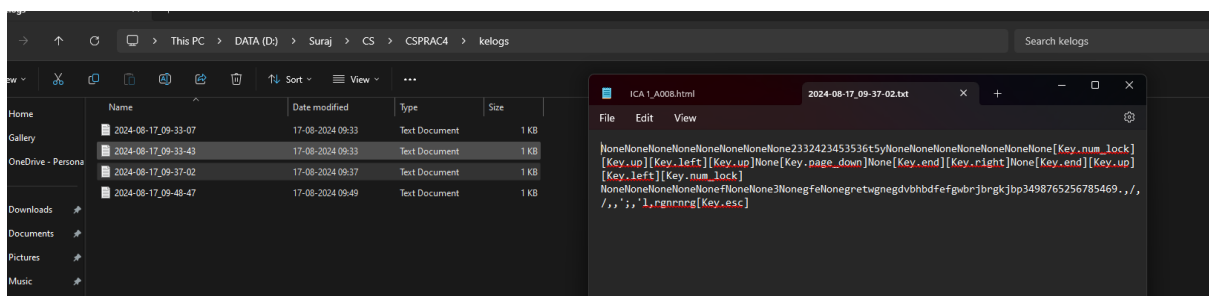 This PC > DATA (D:) > Suraj > CS > CSPRAC4 > kelogs
Search kelogs
Sort
View
Name
Date modified
Type
Size
2024-08-17_09-33-07
17-08-2024 09:33
Text Document
1 KB
2024-08-17_09-33-43
17-08-2024 09:33
Text Document
1 KB
2024-08-17_09-37-02
17-08-2024 09:37
Text Document
1 KB
2024-08-17_09-48-47
17-08-2024 09:49
Text Document
1 KB
Home
Gallery
OneDrive - Persona
Downloads
Documents
Pictures
Music
ICA 1_A008.html
2024-08-17_09-37-02.txt
File
Edit
View
NoneNoneNoneNoneNoneNoneNoneNone2332423453536t5yNoneNoneNoneNoneNoneNoneNone[Key.num_lock]
[Key.up][Key.left][Key.up]None[Key.page_down]None[Key.end][Key.right]None[Key.end][Key.up]
[Key.left][Key.num_lock]
NoneNoneNoneNoneNonefNoneNone3NonegfeNonegretwgnegdvbhbdfefgwbrjbrgkjbp3498765256785469.,/,
/,,';,'l,rgnrnrg[Key.esc]